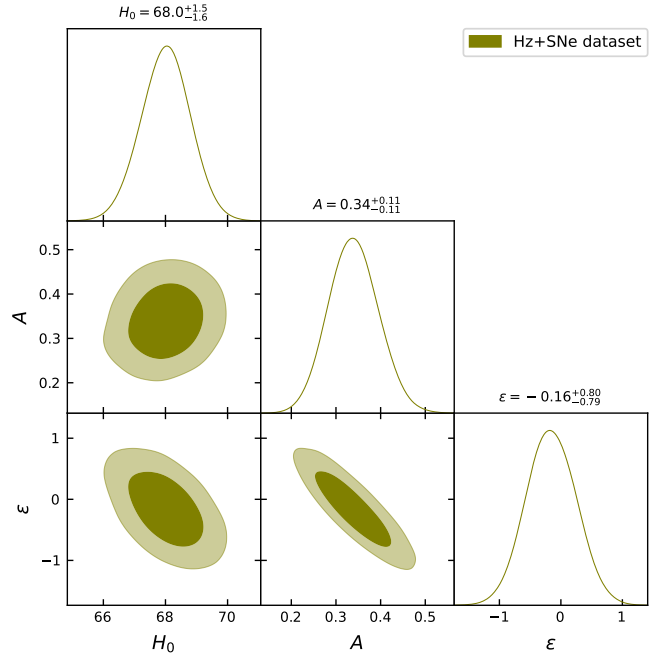 H₀ = 68.0⁺¹·⁵₋₁.₆
Hz+SNe dataset
A = 0.34⁺⁰·¹¹₋₀.₁₁
0.5
0.4
0.3
0.2
A
ε = −0.16⁺⁰·⁸⁰₋₀.₇₉
1
0
−1
ε
66 68 70 0.2 0.3 0.4 0.5 −1 0 1
H₀ A ε